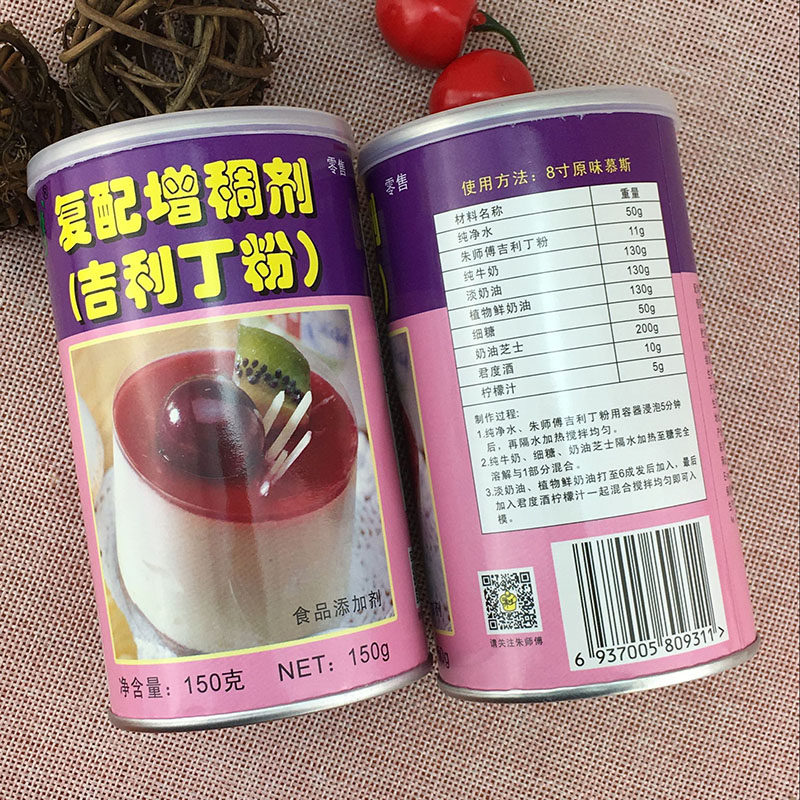 零售
复配增稠剂
(吉利丁粉)
食品添加剂
净含量: 150克 NET: 150g
零售
使用方法: 8寸原味慕斯
材料名称 重量
纯净水 50g
朱师傅吉利丁粉 11g
纯牛奶 130g
淡奶油 130g
植物鲜奶油 130g
细糖 50g
奶油芝士 200g
君度酒 10g
柠檬汁 5g
制作过程:
1.纯净水、朱师傅吉利丁粉用容器浸泡5分钟
后,再隔水加热搅拌均匀。
2.纯牛奶、细糖、奶油芝士隔水加热至糖完全
溶解与1部分混合。
3.淡奶油、植物鲜奶油打至6成发后加入,最后
加入君度酒柠檬汁一起混合搅拌均匀即可入
模。
请关注朱师傅
6 937005 809311